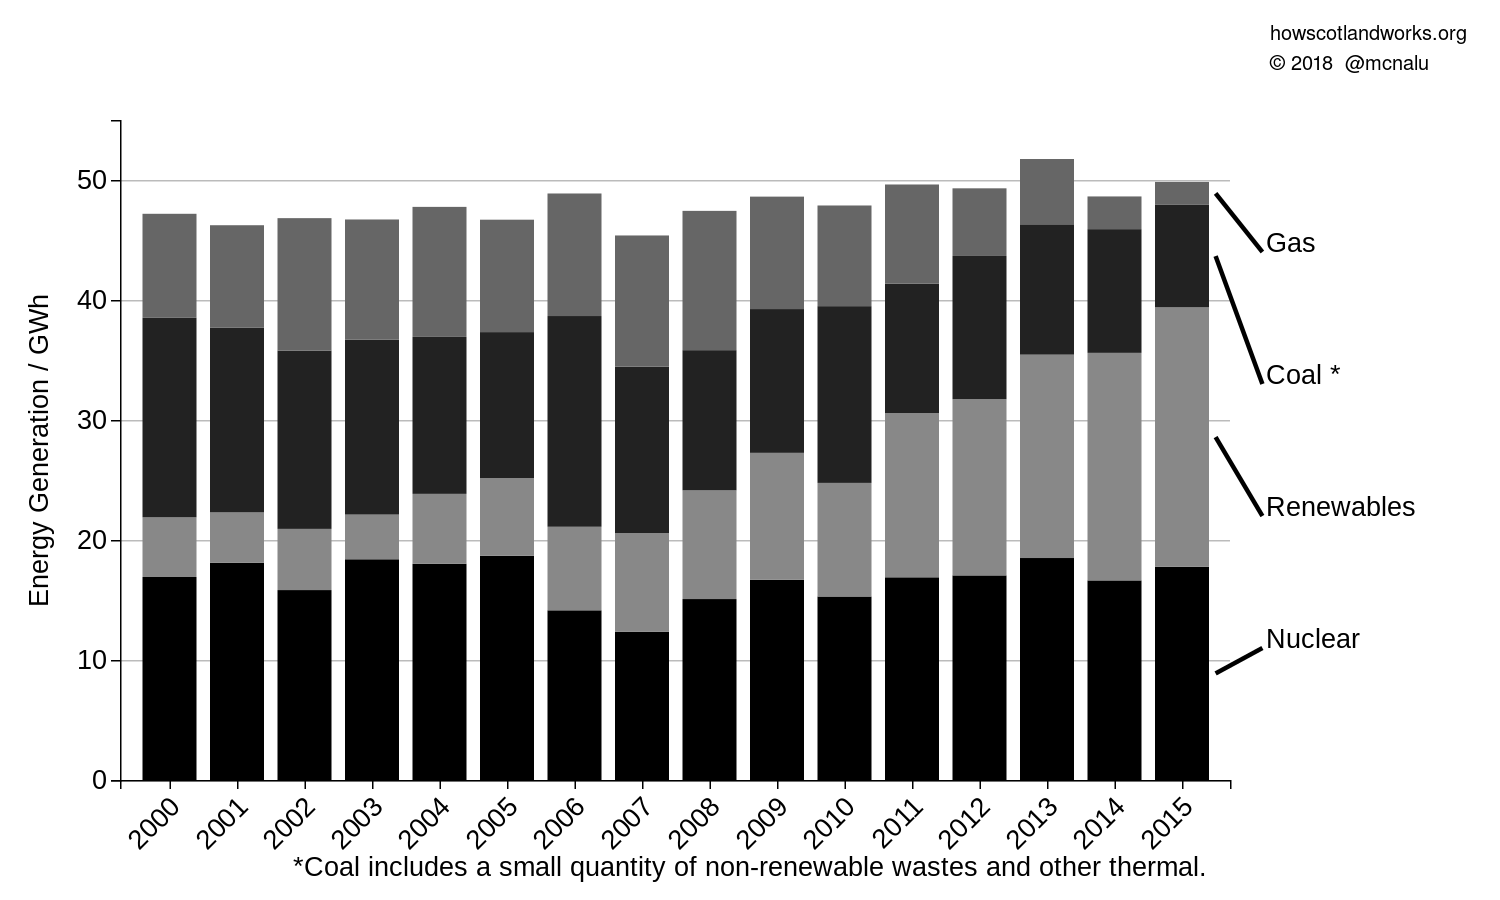 howscotlandworks.org
© 2018 @mcnalu
Energy Generation / GWh
50
40
30
20
10
0
Gas
Coal *
Renewables
Nuclear
2000 2001 2002 2003 2004 2005 2006 2007 2008 2009 2010 2011 2012 2013 2014 2015
*Coal includes a small quantity of non-renewable wastes and other thermal.